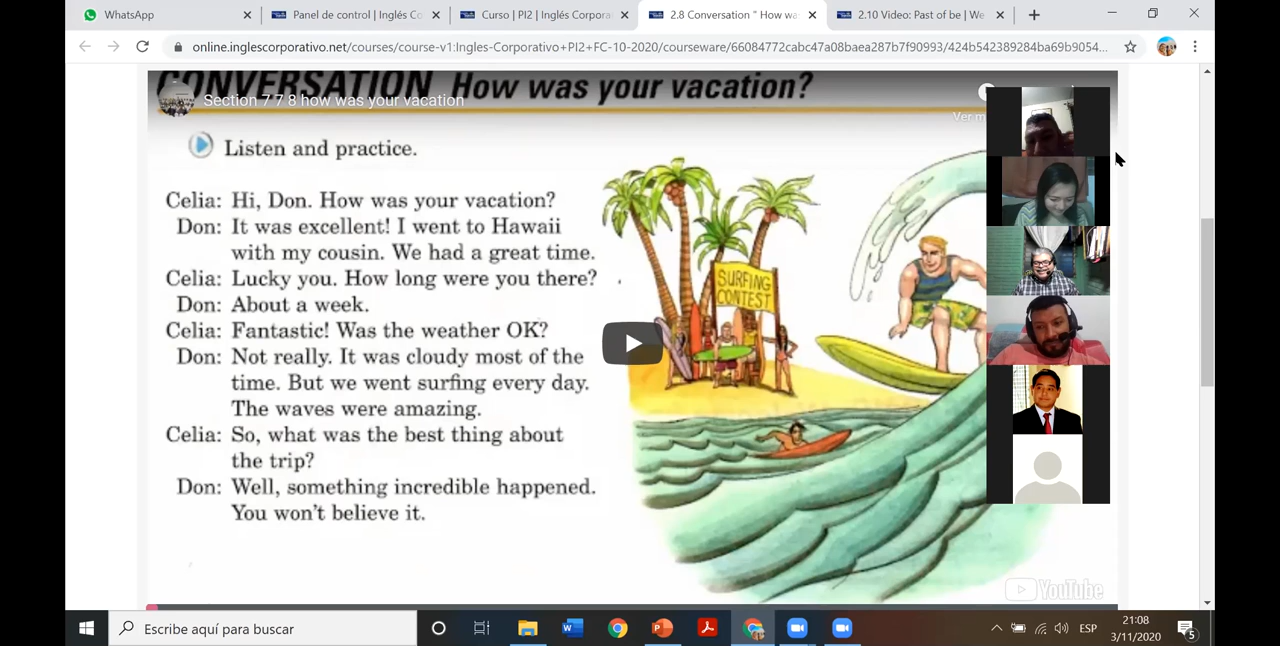 WhatsApp
Panel de control | Inglés Co
Curso | PI2 | Inglés Corpora
2.8 Conversation " How wa
2.10 Video: Past of be | We
online.inglescorporativo.net/courses/course-v1:Ingles-Corporativo+PI2+FC-10-2020/courseware/66084772cabc47a08baea287b7f90993/424b542389284ba69b9054...
CONVERSATION How was your vacation?
Section 7 7 8 how was your vacation
Ver m
Listen and practice.
Celia: Hi, Don. How was your vacation?
Don: It was excellent! I went to Hawaii
with my cousin. We had a great time.
Celia: Lucky you. How long were you there?
Don: About a week.
Celia: Fantastic! Was the weather OK?
Don: Not really. It was cloudy most of the
time. But we went surfing every day.
The waves were amazing.
Celia: So, what was the best thing about
the trip?
Don: Well, something incredible happened.
You won't believe it.
SURFING
CONTEST
YouTube
Escribe aquí para buscar
ESP
21:08
3/11/2020
5